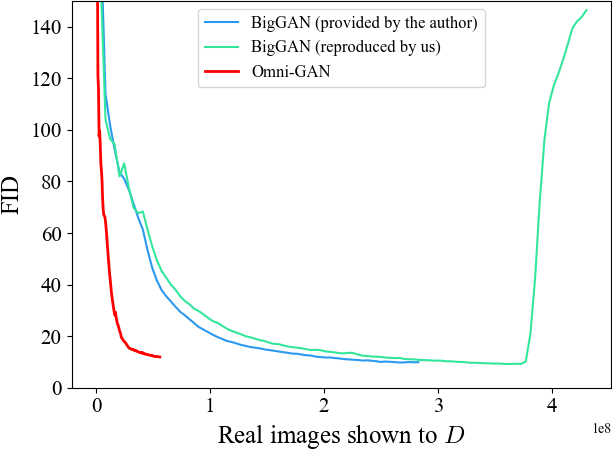 BigGAN (provided by the author)
BigGAN (reproduced by us)
Omni-GAN
FID
140
120
100
80
60
40
20
0
0 1 2 3 4
1e8
Real images shown to D